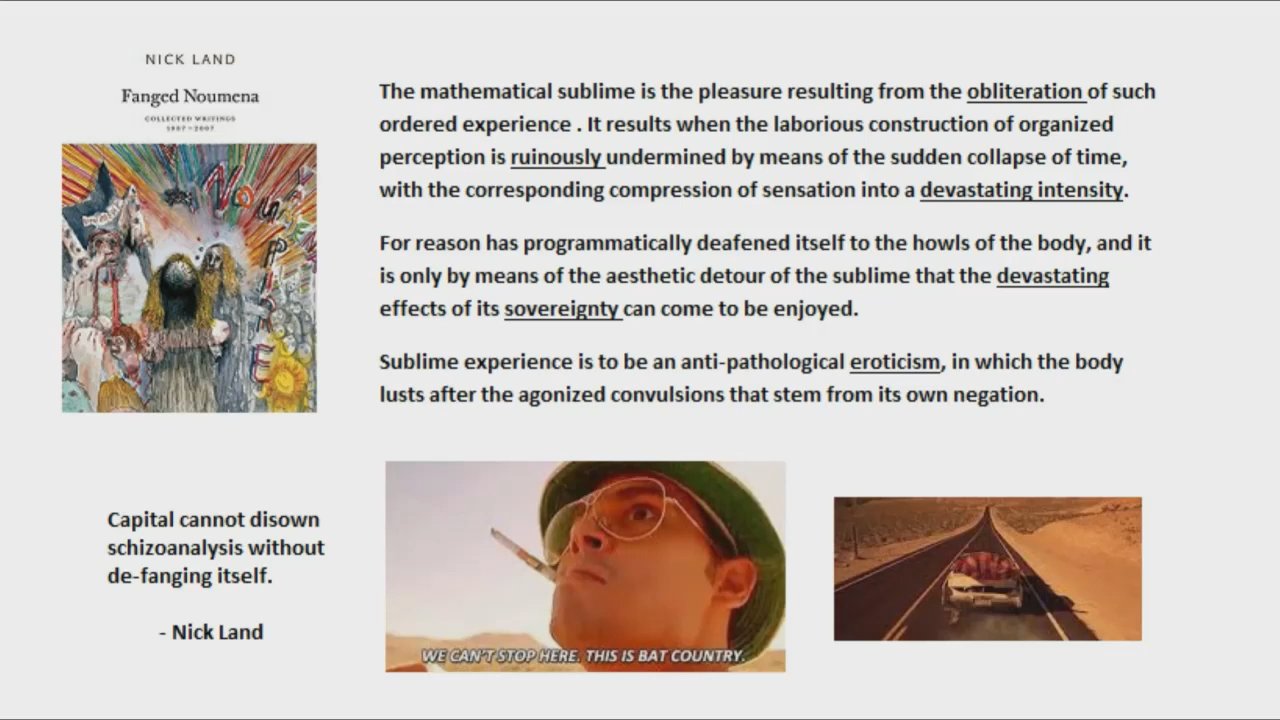 NICK LAND
Fanged Noumena
COLLECTED WRITINGS
1987–2007
The mathematical sublime is the pleasure resulting from the obliteration of such
ordered experience . It results when the laborious construction of organized
perception is ruinously undermined by means of the sudden collapse of time,
with the corresponding compression of sensation into a devastating intensity.
For reason has programmatically deafened itself to the howls of the body, and it
is only by means of the aesthetic detour of the sublime that the devastating
effects of its sovereignty can come to be enjoyed.
Sublime experience is to be an anti-pathological eroticism, in which the body
lusts after the agonized convulsions that stem from its own negation.
Capital cannot disown
schizoanalysis without
de-fanging itself.
- Nick Land
WE CAN'T STOP HERE. THIS IS BAT COUNTRY.